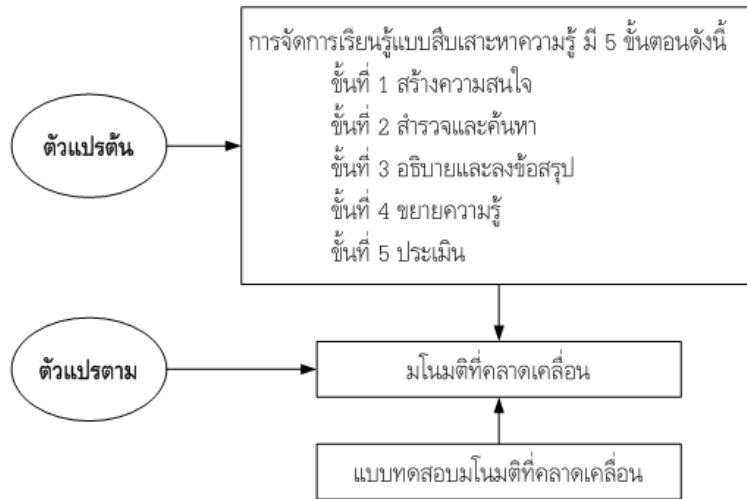 การจัดการเรียนรู้แบบสืบเสาะหาความรู้ มี 5 ขั้นตอนดังนี้
ขั้นที่ 1 สร้างความสนใจ
ขั้นที่ 2 สำรวจและค้นหา
ขั้นที่ 3 อธิบายและลงข้อสรุป
ขั้นที่ 4 ขยายความรู้
ขั้นที่ 5 ประเมิน
ตัวแปรต้น
ตัวแปรตาม
มโนมติที่คลาดเคลื่อน
แบบทดสอบมโนมติที่คลาดเคลื่อน